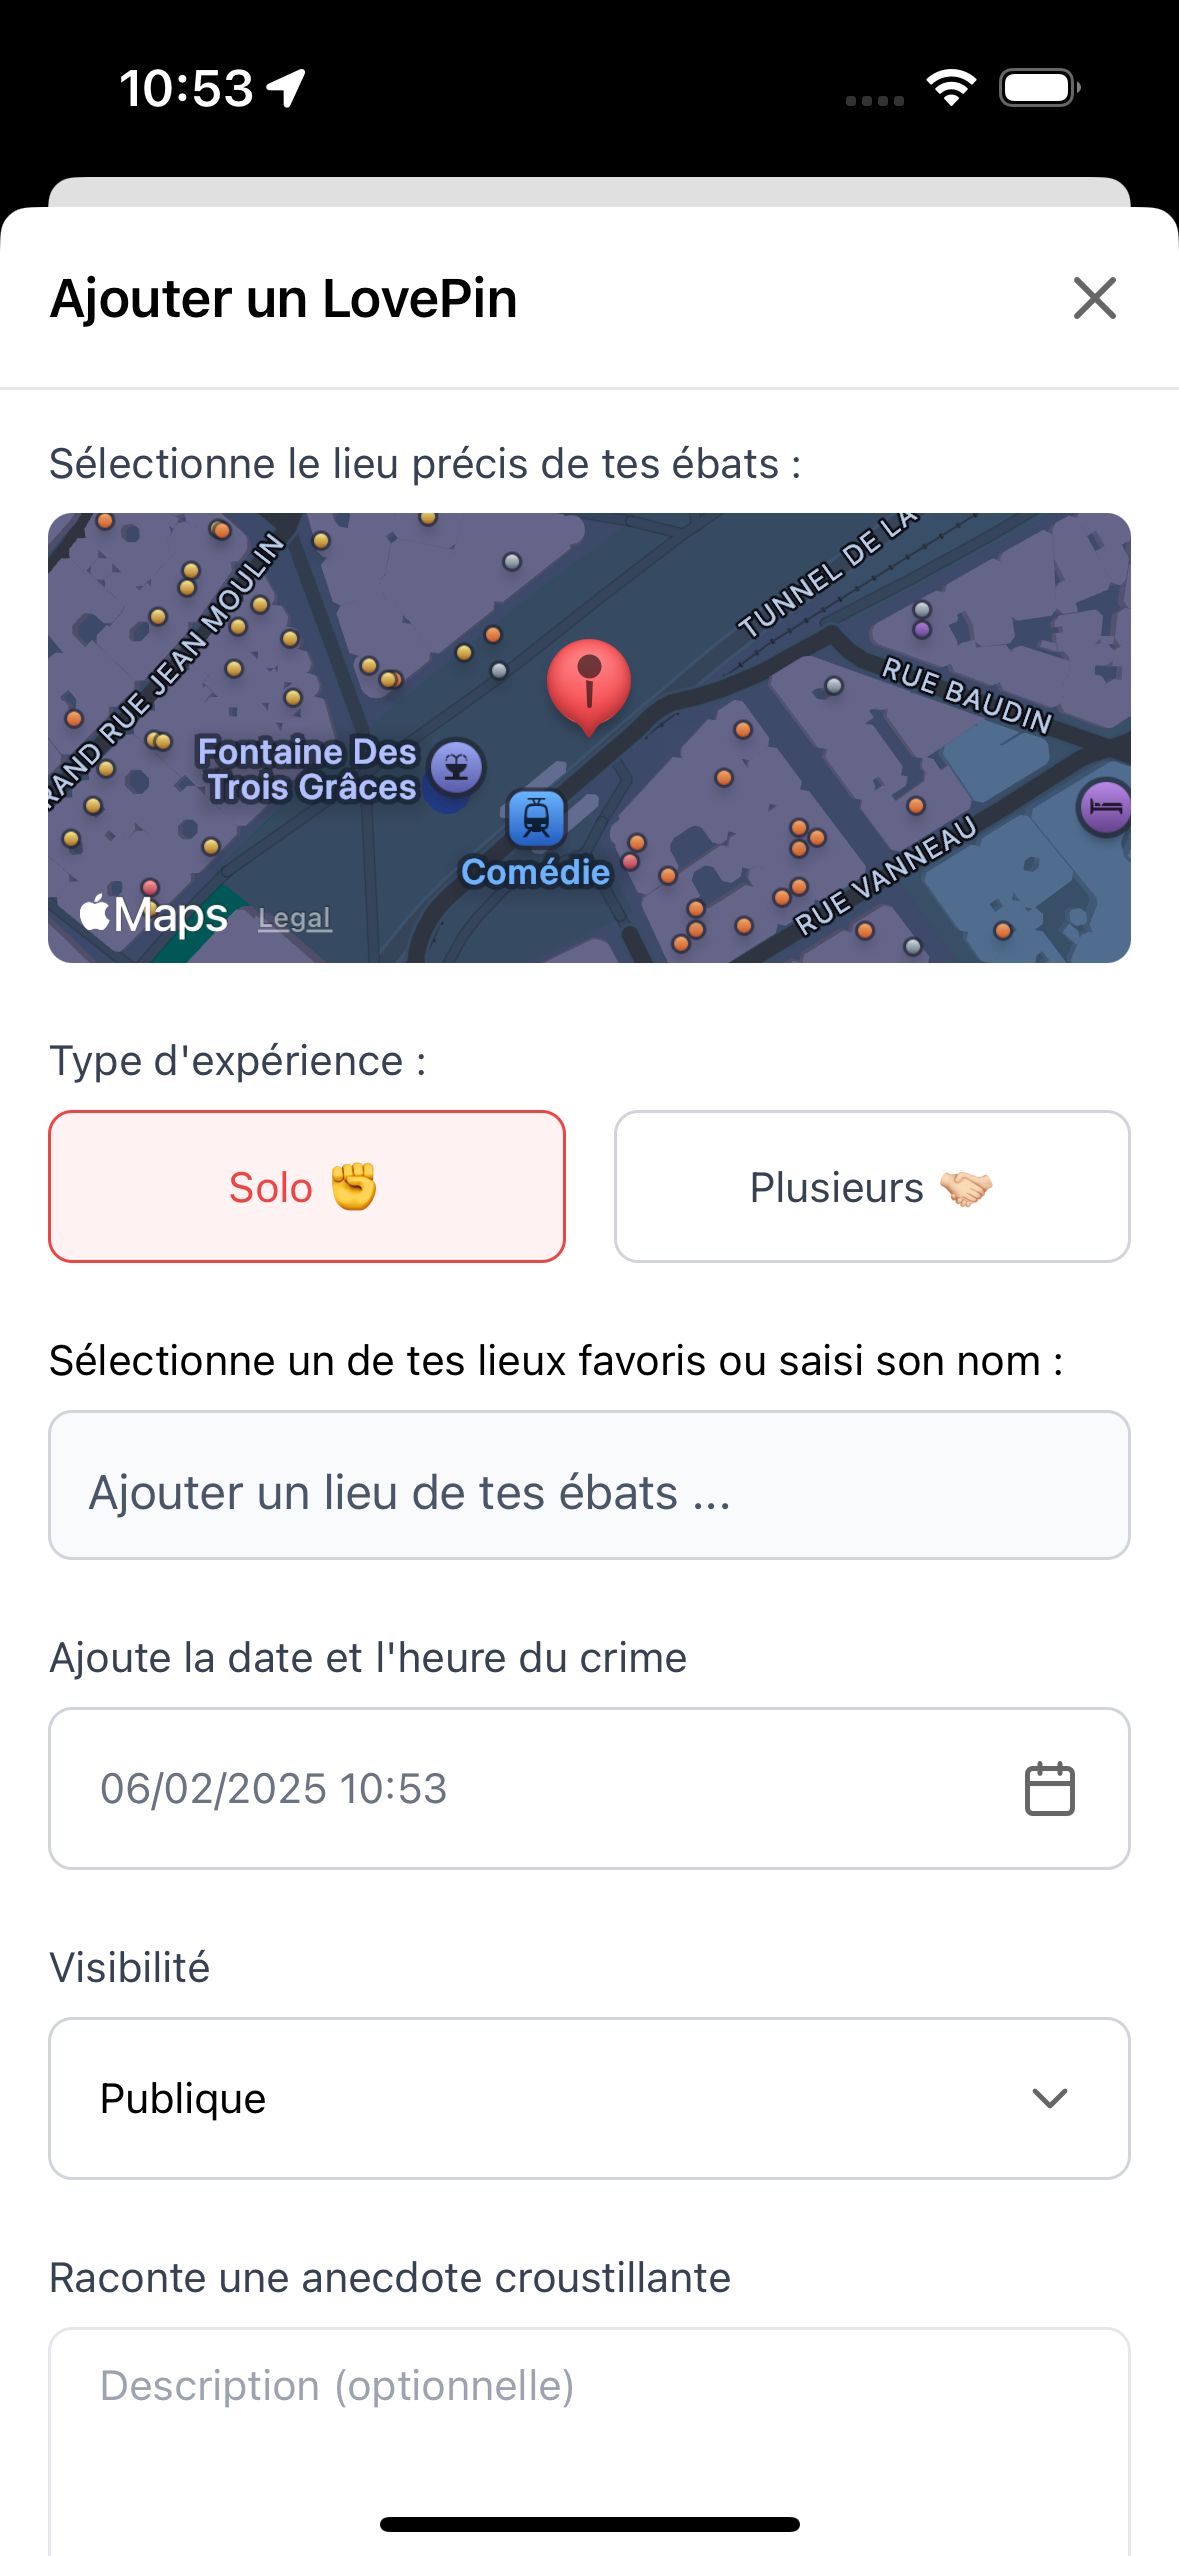 10:53
Ajouter un LovePin
Sélectionne le lieu précis de tes ébats :
TUNNEL DE LA
RAND RUE JEAN MOULIN
RUE BAUDIN
Fontaine Des
Trois Grâces
Comédie
RUE VANNEAU
Maps Legal
Type d'expérience :
Solo ✊ Plusieurs 🤝🏻
Sélectionne un de tes lieux favoris ou saisi son nom :
Ajouter un lieu de tes ébats ...
Ajoute la date et l'heure du crime
06/02/2025 10:53
Visibilité
Publique
Raconte une anecdote croustillante
Description (optionnelle)